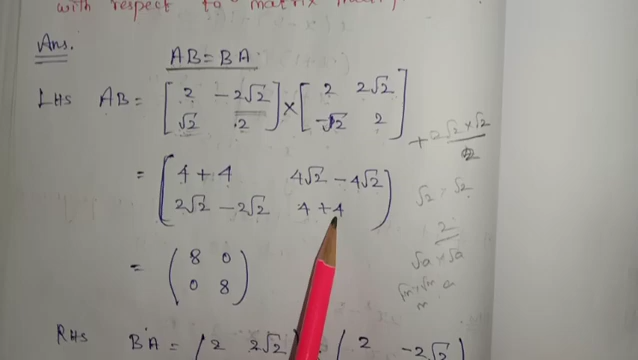 with respect to matrix
Ans.
AB = BA
LHS AB = [ 2 -2√2 ] × [ 2 2√2 ]
[ √2 2 ] [ -√2 2 ]
= ( 4 + 4 4√2 - 4√2 )
( 2√2 - 2√2 4 + 4 )
= ( 8 0 )
( 0 8 )
RHS BA = ( 2 2√2 ) ( 2 -2√2 )
+ 2√2 × √2
√2 · √2
2
√a × √a
a